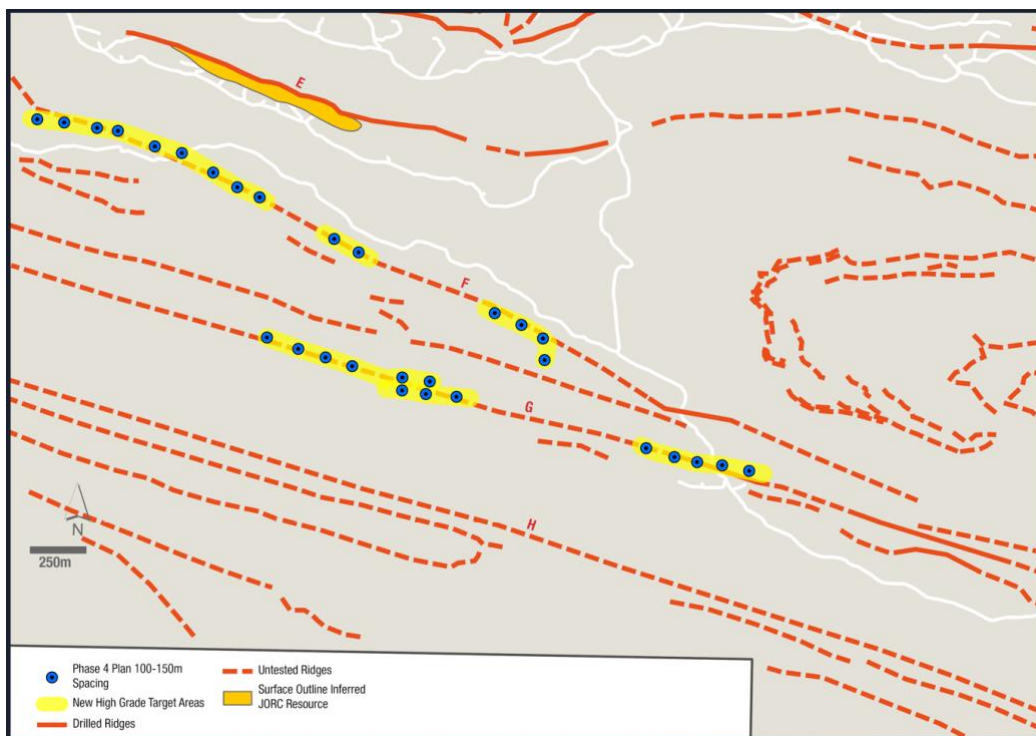 E
F
G
H
N
250m
Phase 4 Plan 100-150m
Spacing
New High Grade Target Areas
Drilled Ridges
Untested Ridges
Surface Outline Inferred
JORC Resource